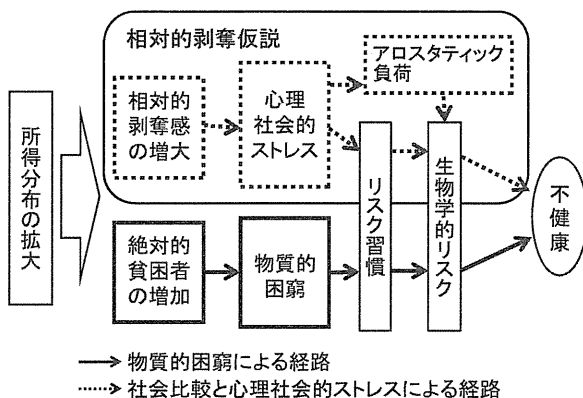 相対的剥奪仮説
アロスタティック
負荷
相対的
剥奪感
の増大
心理
社会的
ストレス
所得分布の拡大
リスク習慣
生物学的リスク
不健康
絶対的
貧困者
の増加
物質的
困窮
物質的困窮による経路
社会比較と心理社会的ストレスによる経路